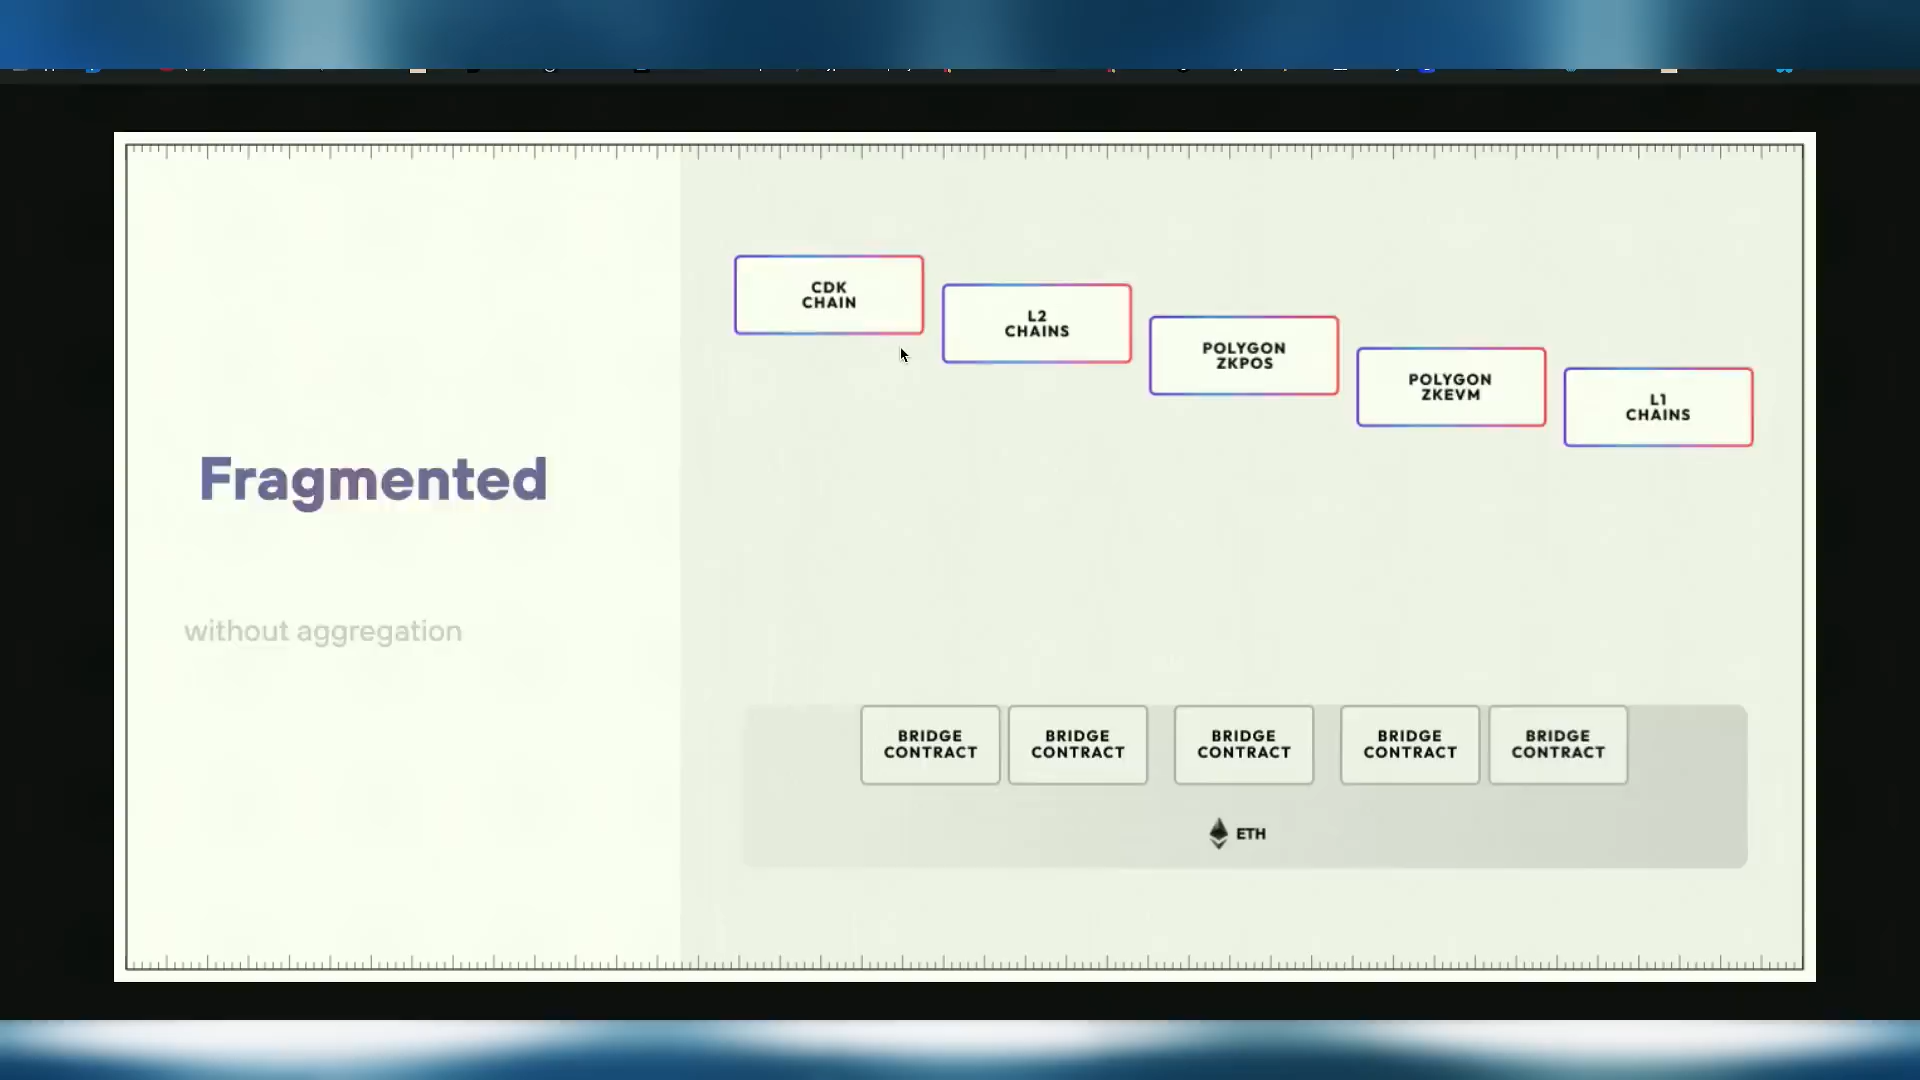 CDK
CHAIN
L2
CHAINS
POLYGON
ZKPOS
POLYGON
ZKEVM
L1
CHAINS
Fragmented
without aggregation
BRIDGE
CONTRACT
BRIDGE
CONTRACT
BRIDGE
CONTRACT
BRIDGE
CONTRACT
BRIDGE
CONTRACT
ETH